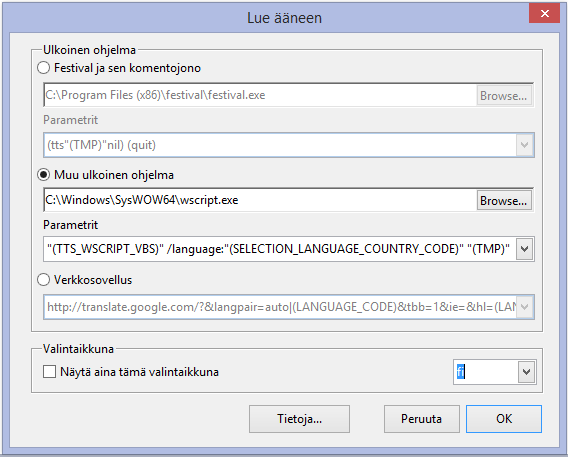 Lue ääneen
Ulkoinen ohjelma
Festival ja sen komentojono
C:\Program Files (x86)\festival\festival.exe
Browse...
Parametrit
(tts"(TMP)"nil) (quit)
Muu ulkoinen ohjelma
C:\Windows\SysWOW64\wscript.exe
Browse...
Parametrit
"(TTS_WSCRIPT_VBS)" /language:"(SELECTION_LANGUAGE_COUNTRY_CODE)" "(TMP)"
Verkkosovellus
http://translate.google.com/?&langpair=auto|(LANGUAGE_CODE)&tbb=1&ie=&hl=(LAN
Valintaikkuna
Näytä aina tämä valintaikkuna
fi
Tietoja...
Peruuta
OK